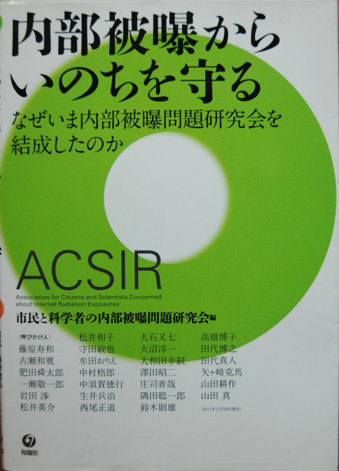 内部被曝から
いのちを守る
なぜいま内部被曝問題研究会を
結成したのか
ACSIR
Association for Citizens and Scientists Concerned
about Internal Radiation Exposures
市民と科学者の内部被曝問題研究会編
〈呼びかけ人〉 松井和子 大石又七 高橋博子
藤原寿和 守田敏也 大沼淳一 田代博之
古瀬和寛 牟田おりえ 大和田幸嗣 田代真人
肥田舜太郎 中村梧郎 澤田昭二 矢ヶ崎克馬
一瀬敬一郎 中須賀徳行 庄司善哉 山田耕作
岩田 渉 生井兵治 隅田聡一郎 山田 真
松井英介 西尾正道 鈴木則雄
旬報社